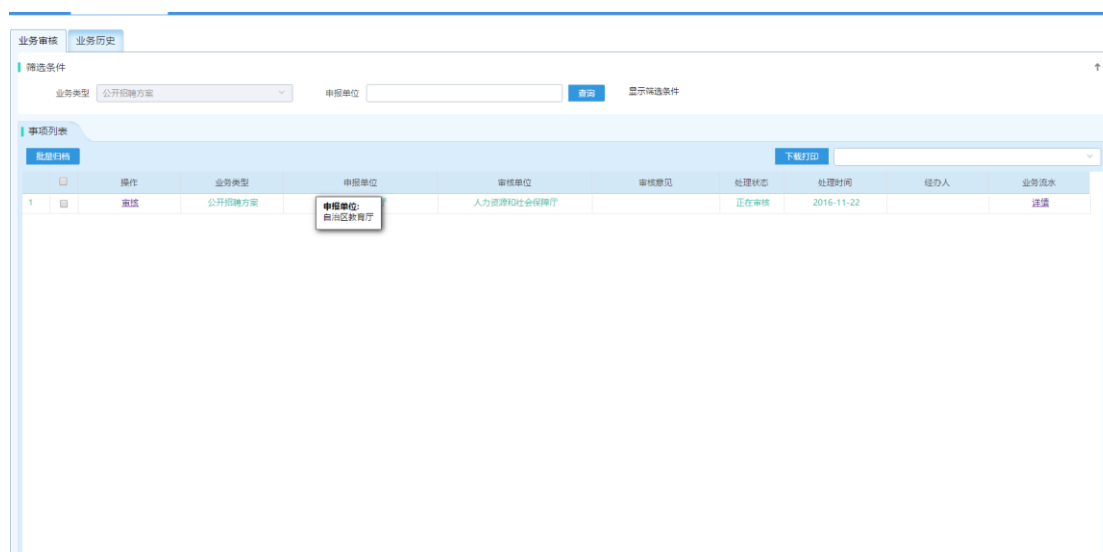 业务审核 业务历史
筛选条件
业务类型 公开招聘方案 申报单位 查询 显示筛选条件
事项列表
批量归档 下载打印
操作 业务类型 申报单位 审核单位 审核意见 处理状态 处理时间 经办人 业务流水
1 审核 公开招聘方案 人力资源和社会保障厅 正在审核 2016-11-22 详情
申报单位:
自治区教育厅